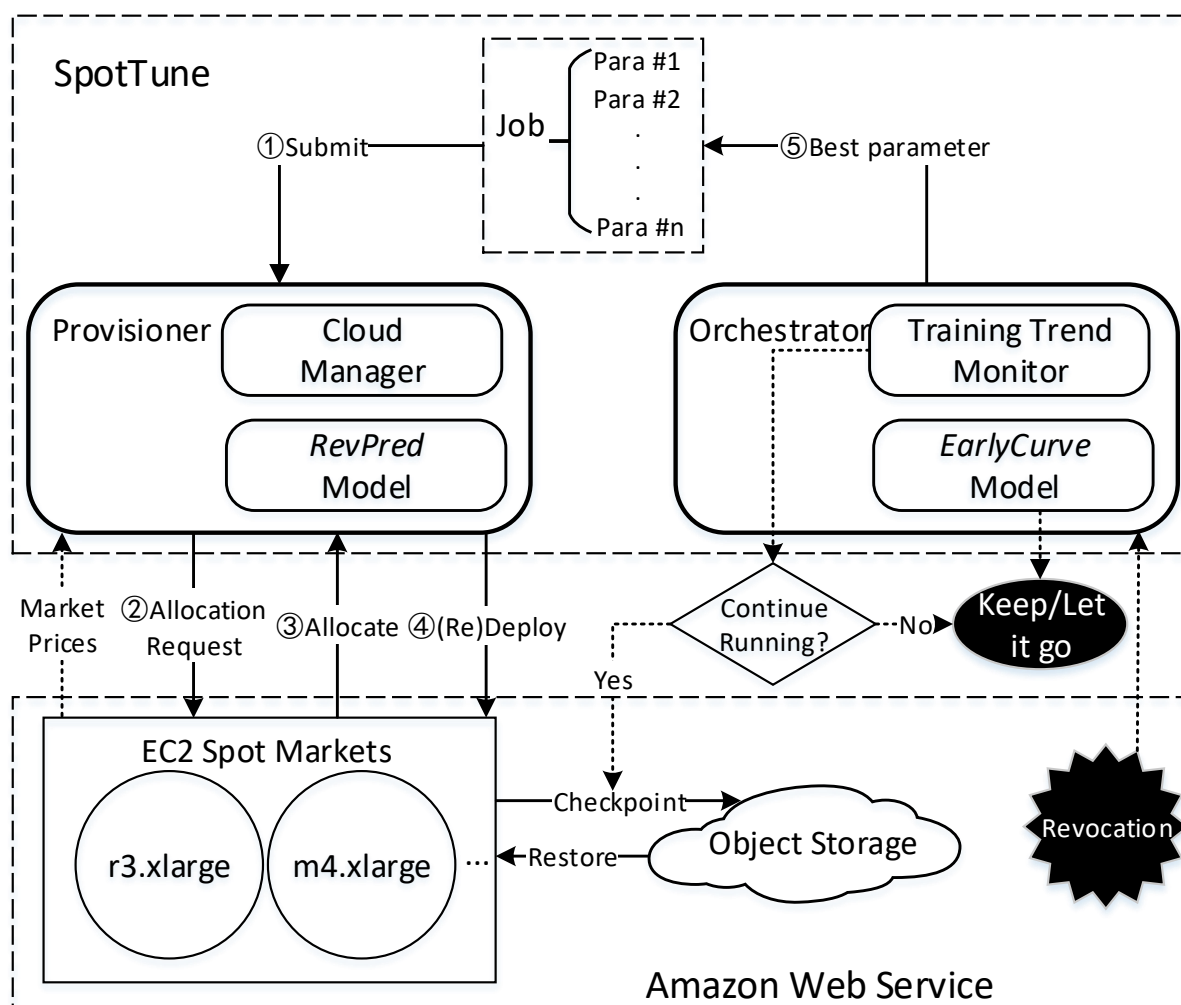 SpotTune
Job
Para #1
Para #2
.
.
.
Para #n
①Submit
⑤Best parameter
Provisioner
Cloud
Manager
RevPred
Model
Orchestrator
Training Trend
Monitor
EarlyCurve
Model
Market
Prices
②Allocation
Request
③Allocate
④(Re)Deploy
Continue
Running?
No
Keep/Let
it go
Yes
EC2 Spot Markets
r3.xlarge
m4.xlarge
...
Checkpoint
Restore
Object Storage
Revocation
Amazon Web Service